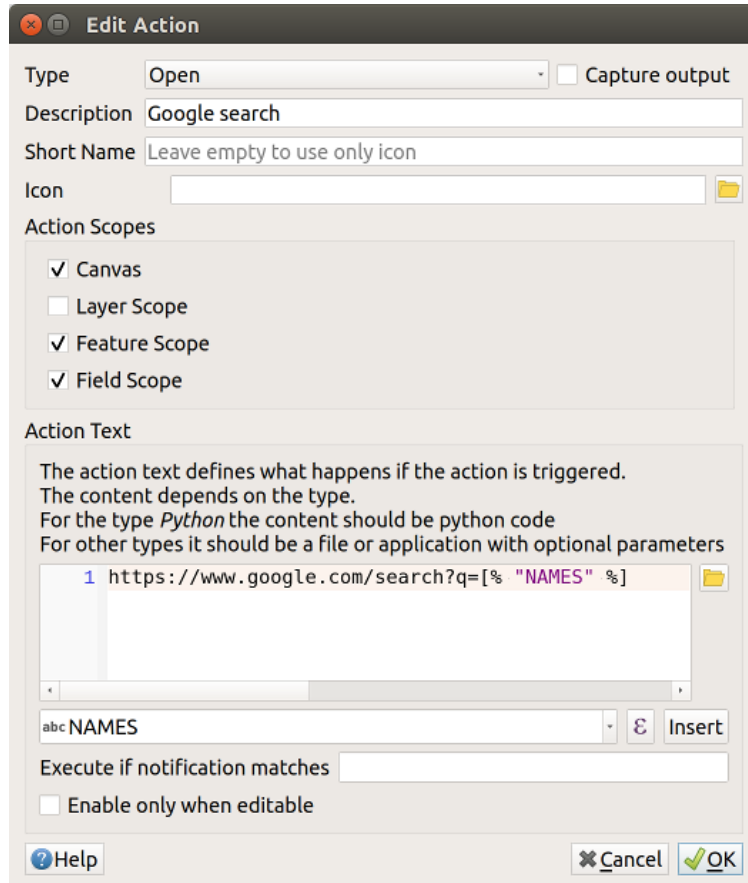 Edit Action
Type Open Capture output
Description Google search
Short Name Leave empty to use only icon
Icon
Action Scopes
Canvas
Layer Scope
Feature Scope
Field Scope
Action Text
The action text defines what happens if the action is triggered.
The content depends on the type.
For the type Python the content should be python code
For other types it should be a file or application with optional parameters
1 https://www.google.com/search?q=[% "NAMES" %]
abc NAMES ε Insert
Execute if notification matches
Enable only when editable
?Help Cancel OK